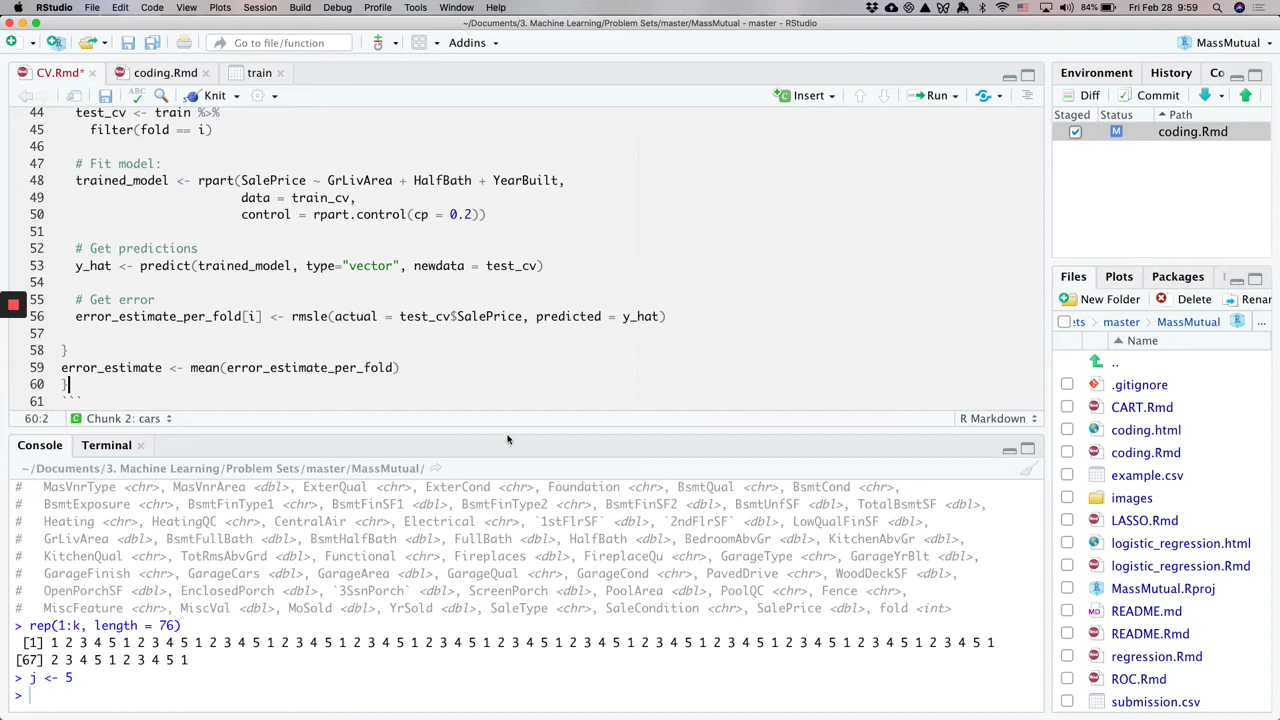 RStudio File Edit Code View Plots Session Build Debug Profile Tools Window Help 84% Fri Feb 28 9:59
~/Documents/3. Machine Learning/Problem Sets/master/MassMutual - master - RStudio
Go to file/function Addins MassMutual
CV.Rmd* coding.Rmd train
Knit Insert Run
44 test_cv <- train %>%
45 filter(fold == i)
46
47 # Fit model:
48 trained_model <- rpart(SalePrice ~ GrLivArea + HalfBath + YearBuilt,
49 data = train_cv,
50 control = rpart.control(cp = 0.2))
51
52 # Get predictions
53 y_hat <- predict(trained_model, type="vector", newdata = test_cv)
54
55 # Get error
56 error_estimate_per_fold[i] <- rmsle(actual = test_cv$SalePrice, predicted = y_hat)
57
58 }
59 error_estimate <- mean(error_estimate_per_fold)
60 }
61 ```
60:2 Chunk 2: cars R Markdown
Console Terminal
~/Documents/3. Machine Learning/Problem Sets/master/MassMutual/
# MasVnrType <chr>, MasVnrArea <dbl>, ExterQual <chr>, ExterCond <chr>, Foundation <chr>, BsmtQual <chr>, BsmtCond <chr>,
# BsmtExposure <chr>, BsmtFinType1 <chr>, BsmtFinSF1 <dbl>, BsmtFinType2 <chr>, BsmtFinSF2 <dbl>, BsmtUnfSF <dbl>, TotalBsmtSF <dbl>,
# Heating <chr>, HeatingQC <chr>, CentralAir <chr>, Electrical <chr>, `1stFlrSF` <dbl>, `2ndFlrSF` <dbl>, LowQualFinSF <dbl>,
# GrLivArea <dbl>, BsmtFullBath <dbl>, BsmtHalfBath <dbl>, FullBath <dbl>, HalfBath <dbl>, BedroomAbvGr <dbl>, KitchenAbvGr <dbl>,
# KitchenQual <chr>, TotRmsAbvGrd <dbl>, Functional <chr>, Fireplaces <dbl>, FireplaceQu <chr>, GarageType <chr>, GarageYrBlt <dbl>,
# GarageFinish <chr>, GarageCars <dbl>, GarageArea <dbl>, GarageQual <chr>, GarageCond <chr>, PavedDrive <chr>, WoodDeckSF <dbl>,
# OpenPorchSF <dbl>, EnclosedPorch <dbl>, `3SsnPorch` <dbl>, ScreenPorch <dbl>, PoolArea <dbl>, PoolQC <chr>, Fence <chr>,
# MiscFeature <chr>, MiscVal <dbl>, MoSold <dbl>, YrSold <dbl>, SaleType <chr>, SaleCondition <chr>, SalePrice <dbl>, fold <int>
> rep(1:k, length = 76)
[1] 1 2 3 4 5 1 2 3 4 5 1 2 3 4 5 1 2 3 4 5 1 2 3 4 5 1 2 3 4 5 1 2 3 4 5 1 2 3 4 5 1 2 3 4 5 1 2 3 4 5 1 2 3 4 5 1 2 3 4 5 1 2 3 4 5 1
[67] 2 3 4 5 1 2 3 4 5 1
> j <- 5
>
Environment History Co
Diff Commit
Staged Status Path
M coding.Rmd
Files Plots Packages
New Folder Delete Renar
ets master MassMutual ...
Name
..
.gitignore
CART.Rmd
coding.html
coding.Rmd
example.csv
images
LASSO.Rmd
logistic_regression.html
logistic_regression.Rmd
MassMutual.Rproj
README.md
README.Rmd
regression.Rmd
ROC.Rmd
submission.csv